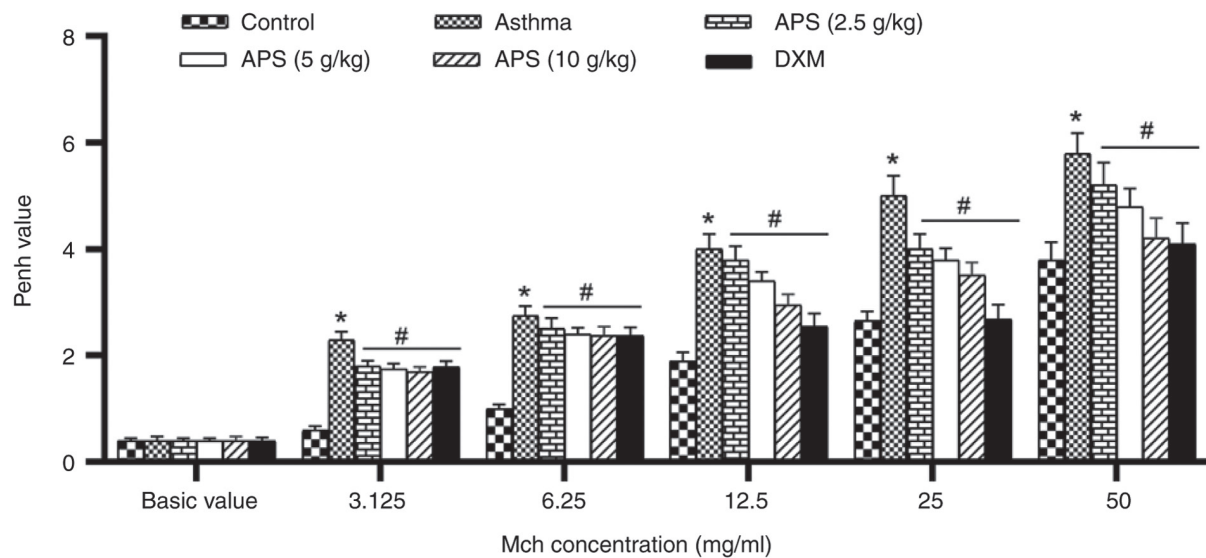 Control Asthma APS (2.5 g/kg)
APS (5 g/kg) APS (10 g/kg) DXM
8
6
4
2
0
Penh value
* # * # * # * # * #
Basic value 3.125 6.25 12.5 25 50
Mch concentration (mg/ml)